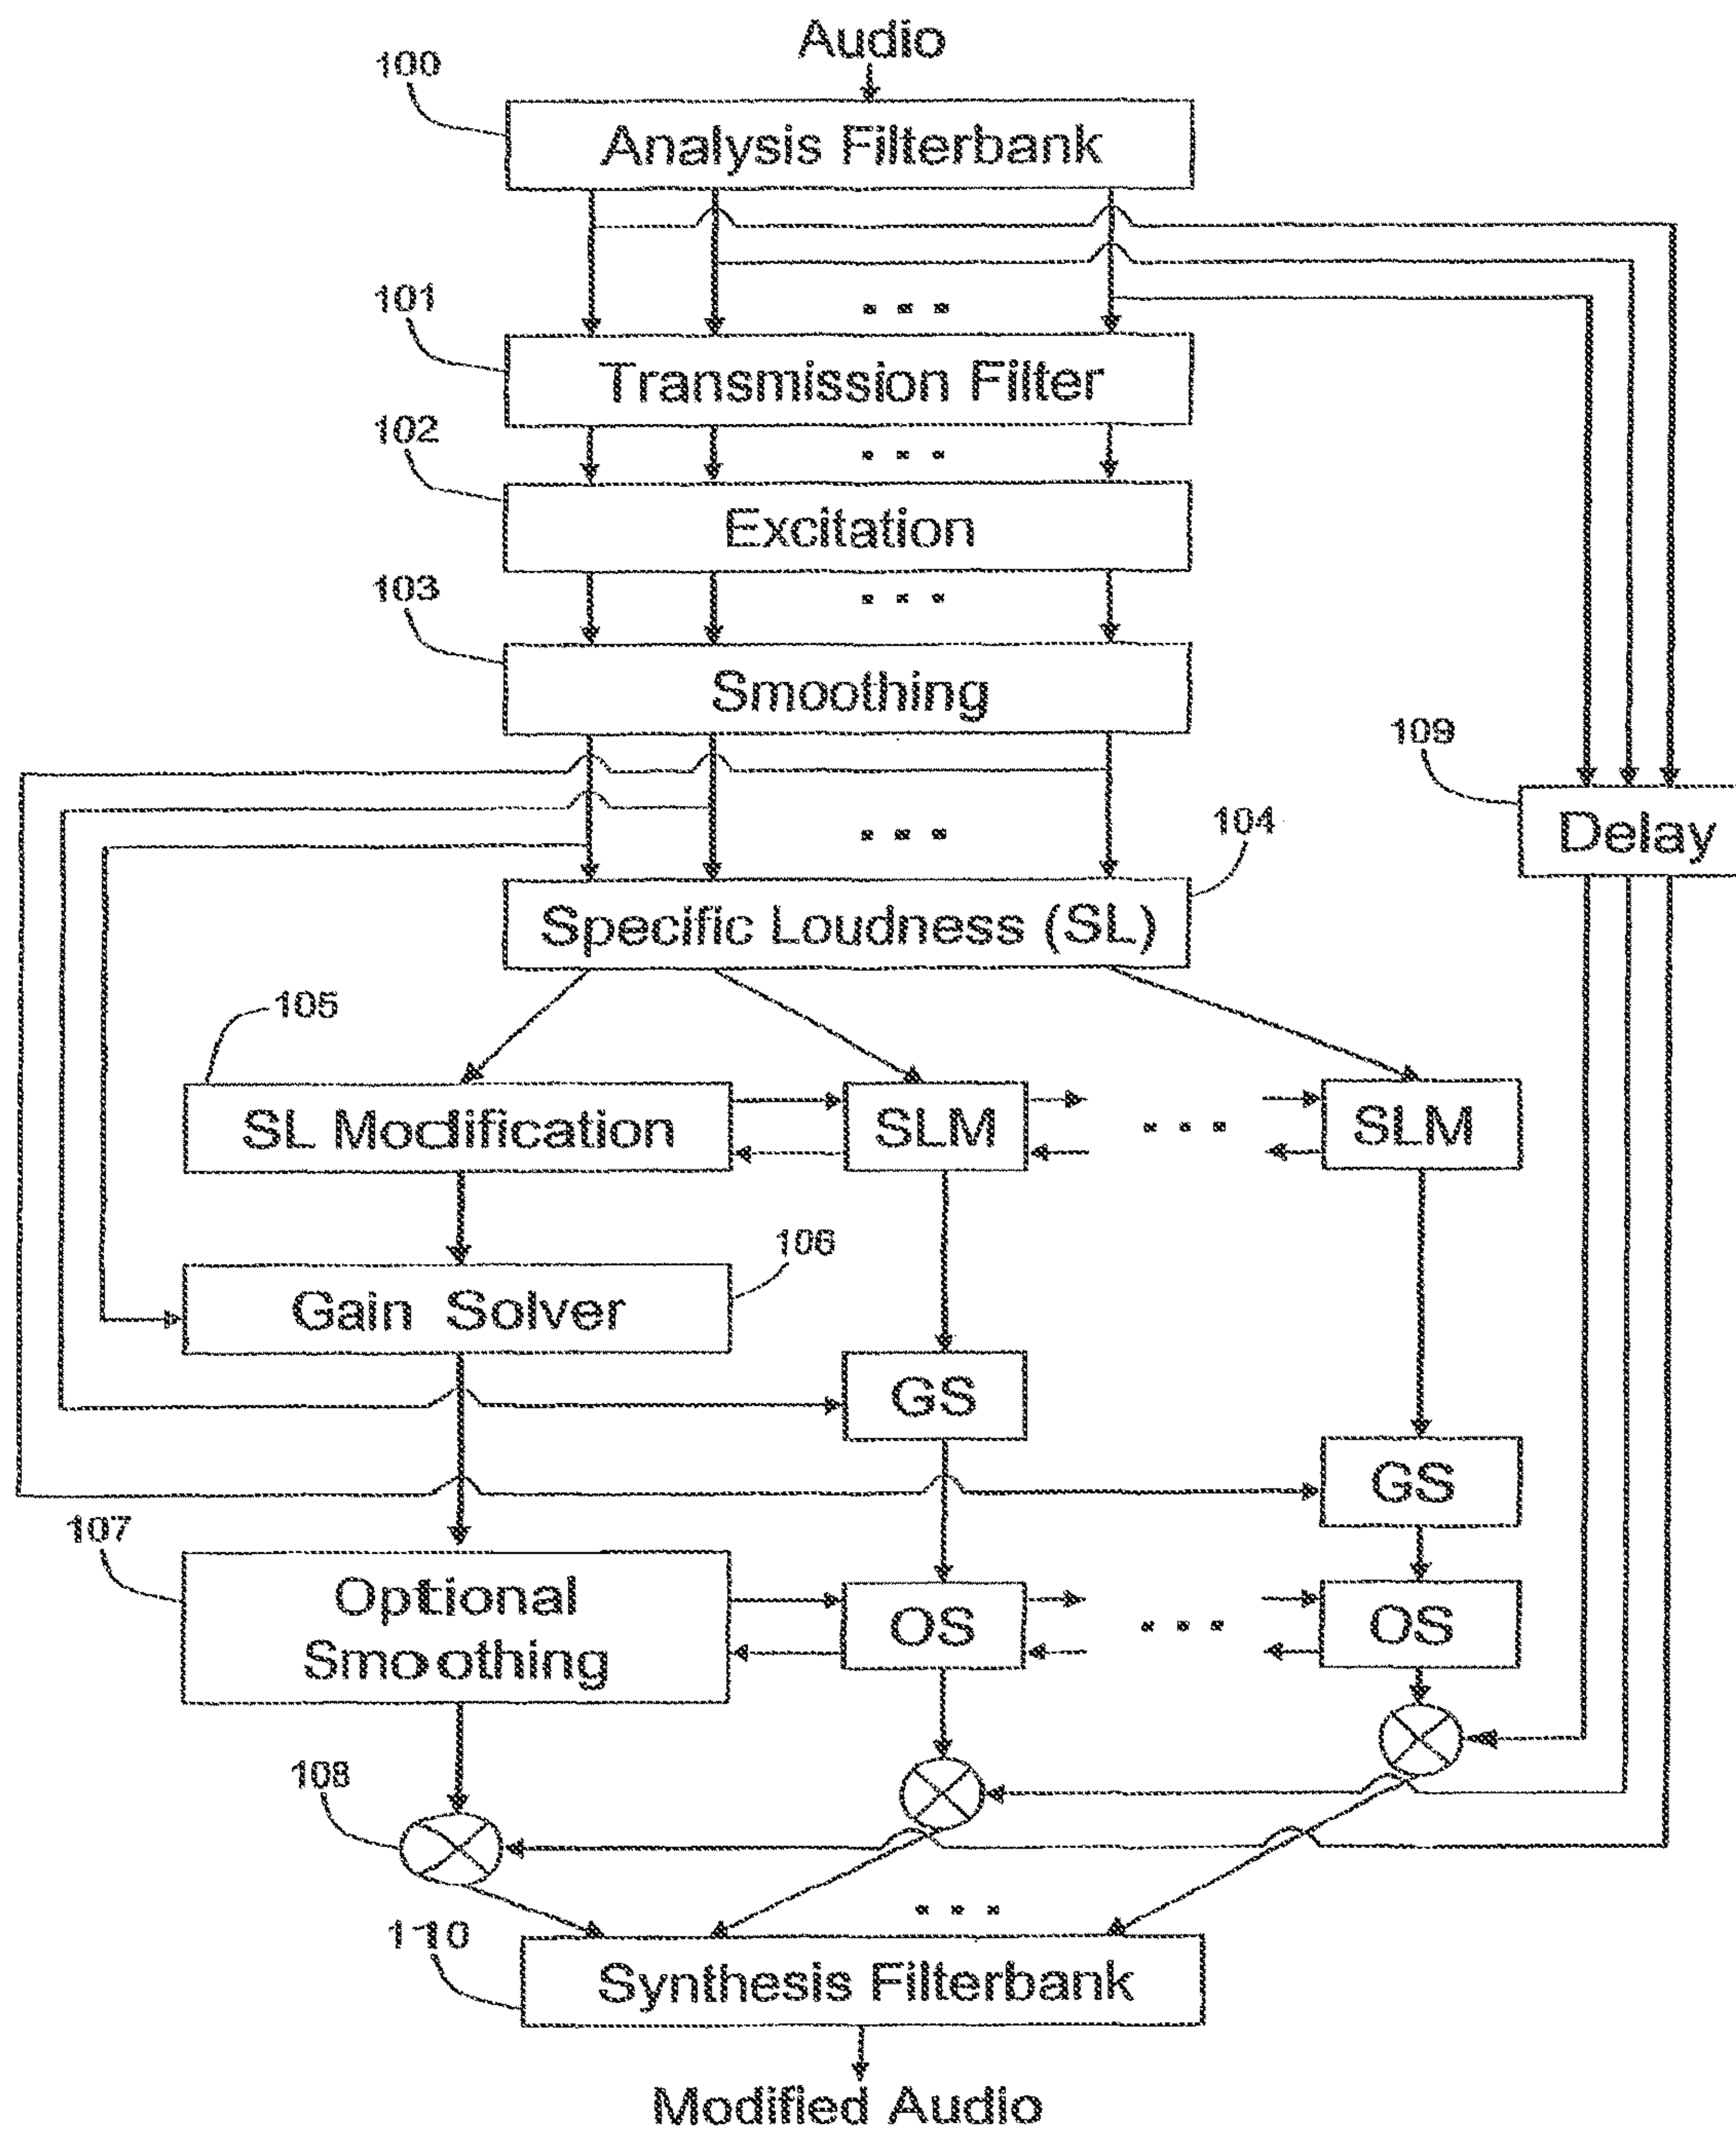 Audio
100
Analysis Filterbank
101
Transmission Filter
102
Excitation
103
Smoothing
109
Delay
104
Specific Loudness (SL)
105
SL Modification
SLM
SLM
106
Gain Solver
GS
GS
107
Optional
Smoothing
OS
OS
108
110
Synthesis Filterbank
Modified Audio